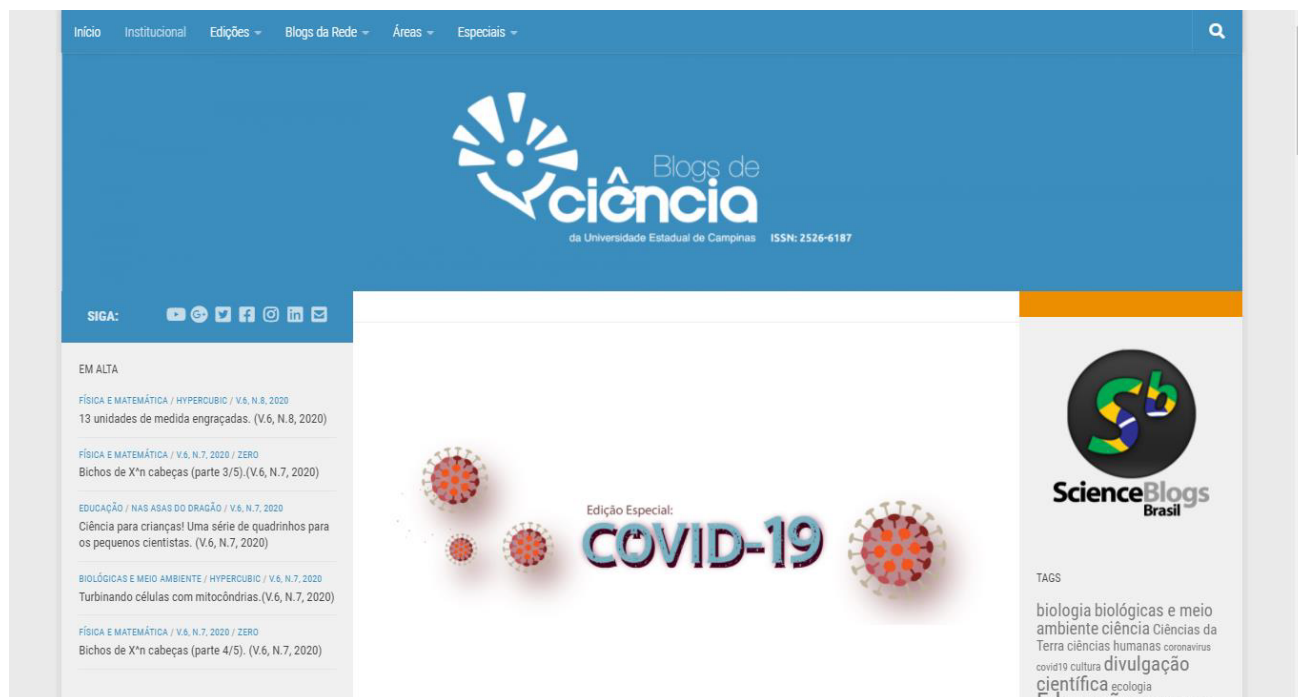 Início Institucional Edições Blogs da Rede Áreas Especiais
Blogs de
ciência
da Universidade Estadual de Campinas ISSN: 2526-6187
SIGA:
EM ALTA
FÍSICA E MATEMÁTICA / HYPERCUBIC / V.6, N.8, 2020
13 unidades de medida engraçadas. (V.6, N.8, 2020)
FÍSICA E MATEMÁTICA / V.6, N.7, 2020 / ZERO
Bichos de X^n cabeças (parte 3/5).(V.6, N.7, 2020)
EDUCAÇÃO / NAS ASAS DO DRAGÃO / V.6, N.7, 2020
Ciência para crianças! Uma série de quadrinhos para
os pequenos cientistas. (V.6, N.7, 2020)
BIOLÓGICAS E MEIO AMBIENTE / HYPERCUBIC / V.6, N.7, 2020
Turbinando células com mitocôndrias.(V.6, N.7, 2020)
FÍSICA E MATEMÁTICA / V.6, N.7, 2020 / ZERO
Bichos de X^n cabeças (parte 4/5). (V.6, N.7, 2020)
Edição Especial:
COVID-19
Sb
ScienceBlogs
Brasil
TAGS
biologia biológicas e meio
ambiente ciência Ciências da
Terra ciências humanas coronavirus
covid19 cultura divulgação
científica ecologia